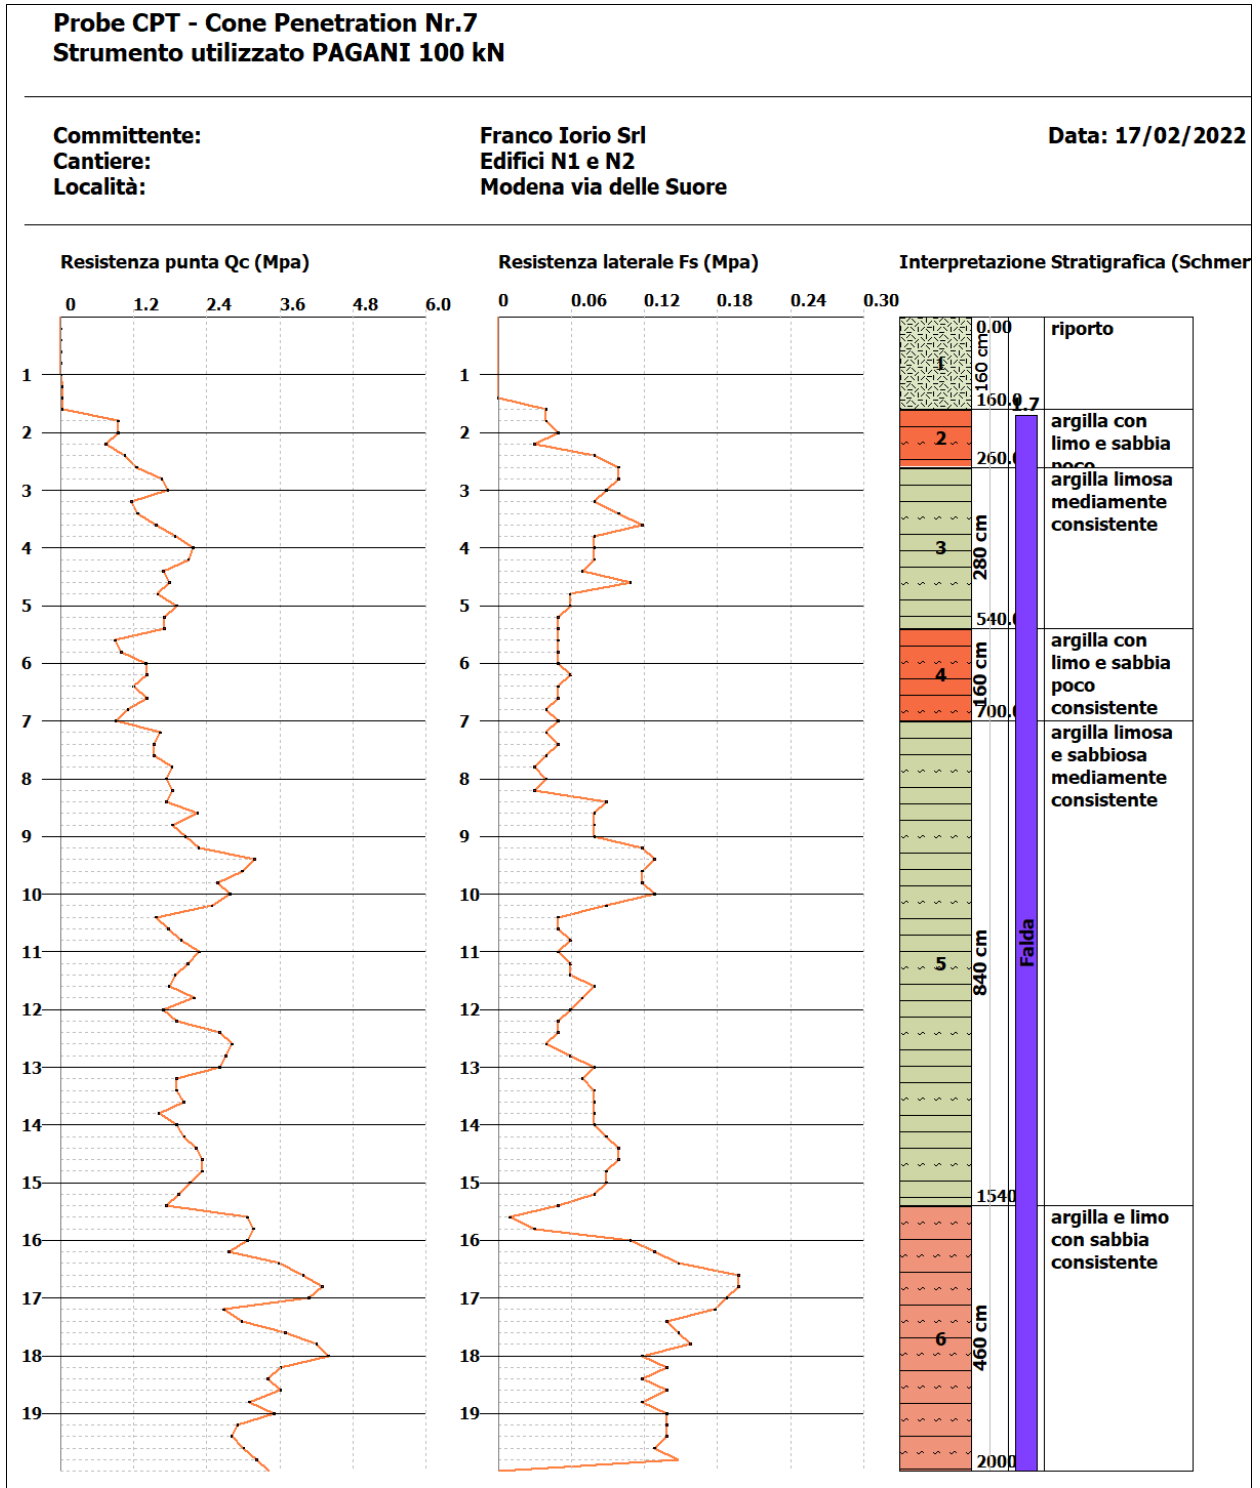 Probe CPT - Cone Penetration Nr.7
Strumento utilizzato PAGANI 100 kN
Committente: Franco Iorio Srl Data: 17/02/2022
Cantiere: Edifici N1 e N2
Località: Modena via delle Suore
Resistenza punta Qc (Mpa) Resistenza laterale Fs (Mpa) Interpretazione Stratigrafica (Schmer
0 1.2 2.4 3.6 4.8 6.0 0 0.06 0.12 0.18 0.24 0.30
1
2
3
4
5
6
7
8
9
10
11
12
13
14
15
16
17
18
19
1
2
3
4
5
6
7
8
9
10
11
12
13
14
15
16
17
18
19
1
0.00
160 cm
160.0
riporto
1.7
Falda
2
260.0
argilla con
limo e sabbia
poco
3
280 cm
540.0
argilla limosa
mediamente
consistente
4
160 cm
700.0
argilla con
limo e sabbia
poco
consistente
5
840 cm
1540
argilla limosa
e sabbiosa
mediamente
consistente
6
460 cm
2000
argilla e limo
con sabbia
consistente